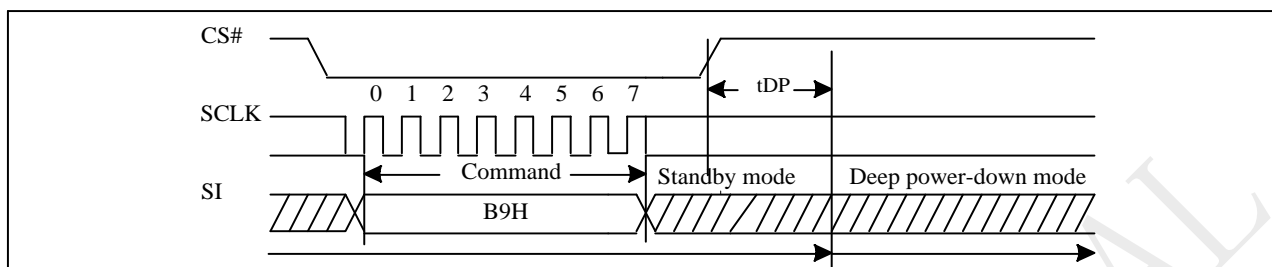 CS#
tDP
0 1 2 3 4 5 6 7
SCLK
Command
Standby mode Deep power-down mode
SI
B9H
AL